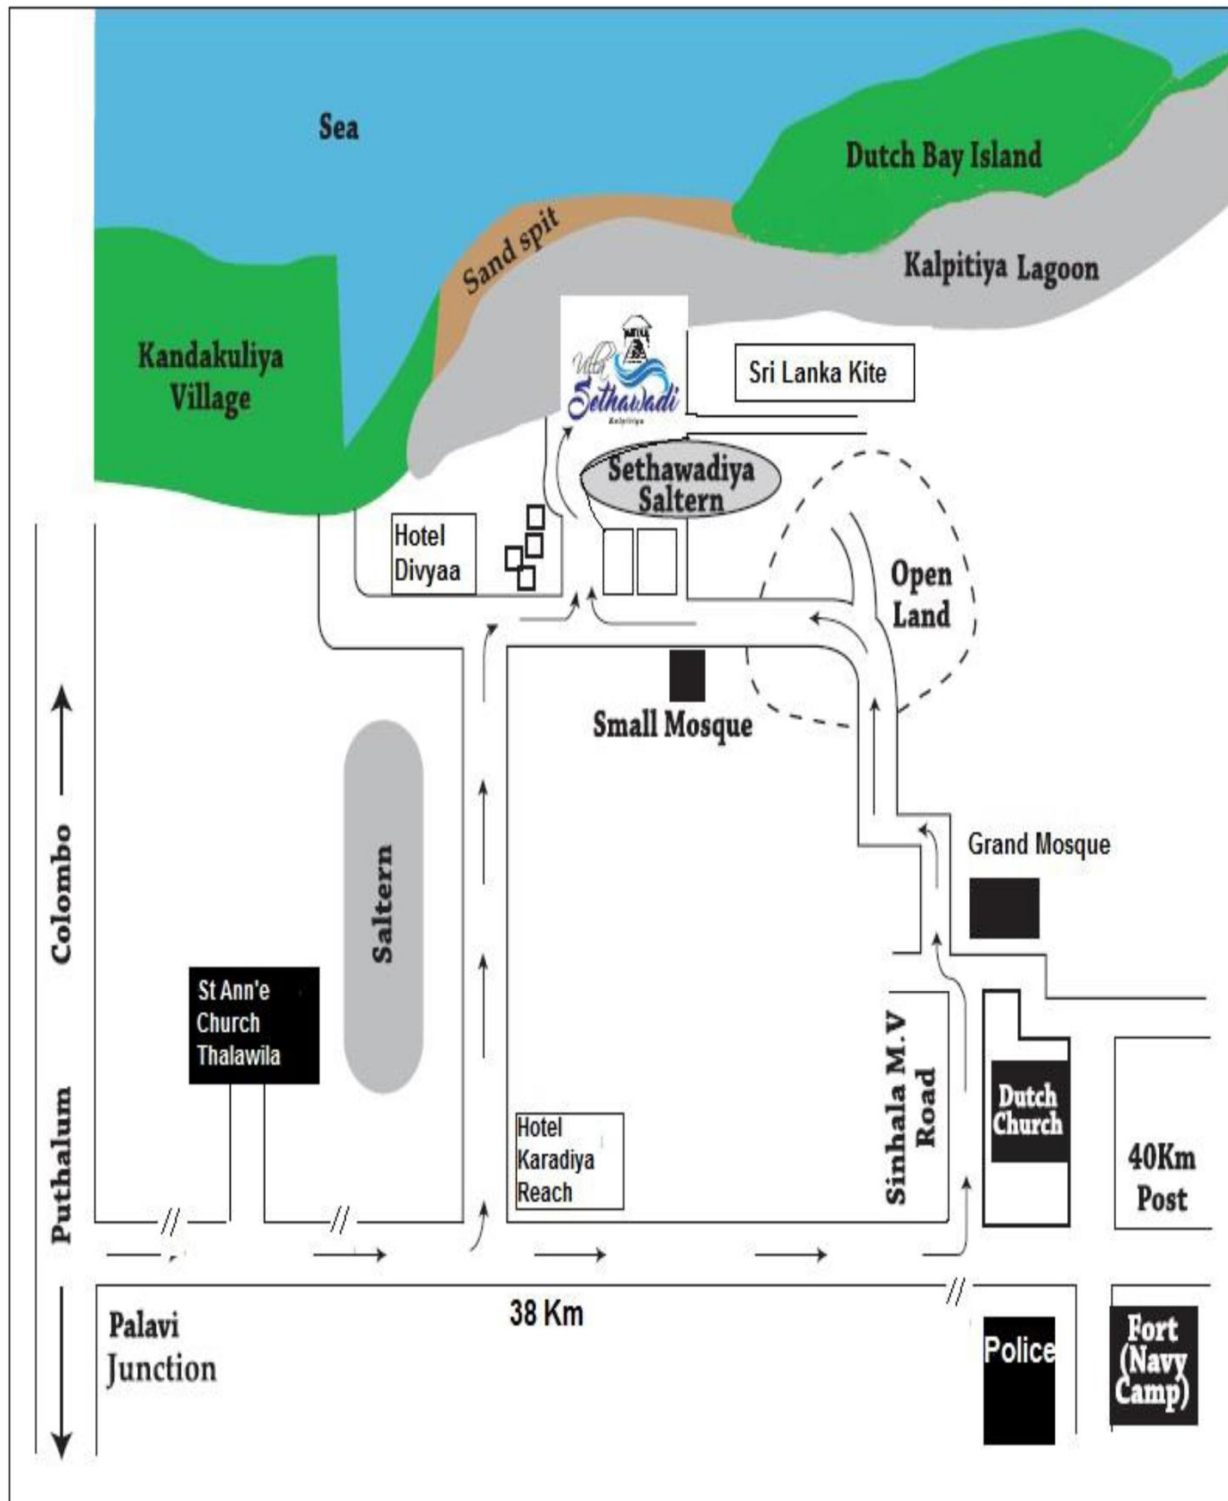 Sea
Dutch Bay Island
Sand spit
Kalpitiya Lagoon
Kandakuliya
Village
Villa
Sethawadi
Kalpitiya
Sri Lanka Kite
Sethawadiya
Saltern
Hotel
Divyaa
Open
Land
Small Mosque
Colombo
Saltern
Grand Mosque
St Ann'e
Church
Thalawila
Puthalum
Hotel
Karadiya
Reach
Sinhala M.V
Road
Dutch
Church
40Km
Post
38 Km
Palavi
Junction
Police
Fort
(Navy
Camp)